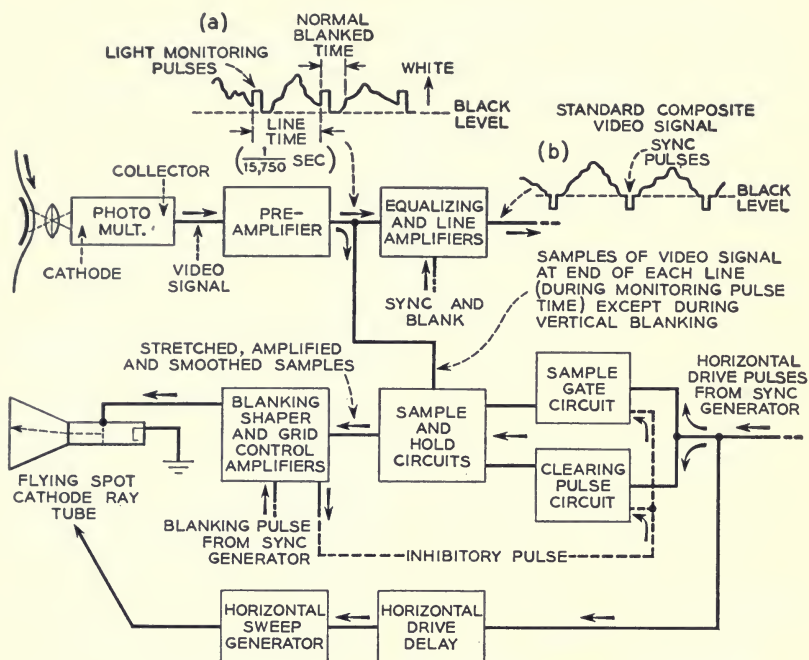 (a)
LIGHT MONITORING
PULSES
NORMAL
BLANKED
TIME
WHITE
BLACK
LEVEL
LINE
TIME
(1/15,750 SEC)
STANDARD COMPOSITE
VIDEO SIGNAL
(b)
SYNC
PULSES
BLACK
LEVEL
COLLECTOR
PHOTO
MULT.
CATHODE
VIDEO
SIGNAL
PRE-
AMPLIFIER
EQUALIZING
AND LINE
AMPLIFIERS
SYNC AND
BLANK
SAMPLES OF VIDEO SIGNAL
AT END OF EACH LINE
(DURING MONITORING PULSE
TIME) EXCEPT DURING
VERTICAL BLANKING
STRETCHED, AMPLIFIED
AND SMOOTHED SAMPLES
FLYING SPOT
CATHODE RAY
TUBE
BLANKING
SHAPER
AND GRID
CONTROL
AMPLIFIERS
SAMPLE
AND
HOLD
CIRCUITS
SAMPLE
GATE
CIRCUIT
CLEARING
PULSE
CIRCUIT
HORIZONTAL
DRIVE PULSES
FROM SYNC
GENERATOR
BLANKING PULSE
FROM SYNC
GENERATOR
INHIBITORY PULSE
HORIZONTAL
SWEEP
GENERATOR
HORIZONTAL
DRIVE
DELAY